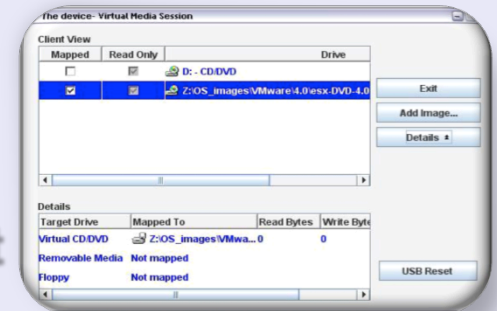 The device- Virtual Media Session
Client View
Mapped Read Only Drive
D: - CD/DVD
Z:\OS_images\VMware\4.0\esx-DVD-4.0
Exit
Add Image...
Details
Details
Target Drive Mapped To Read Bytes Write Byte
Virtual CD/DVD Z:\OS_images\VMwa... 0 0
Removable Media Not mapped
Floppy Not mapped
USB Reset